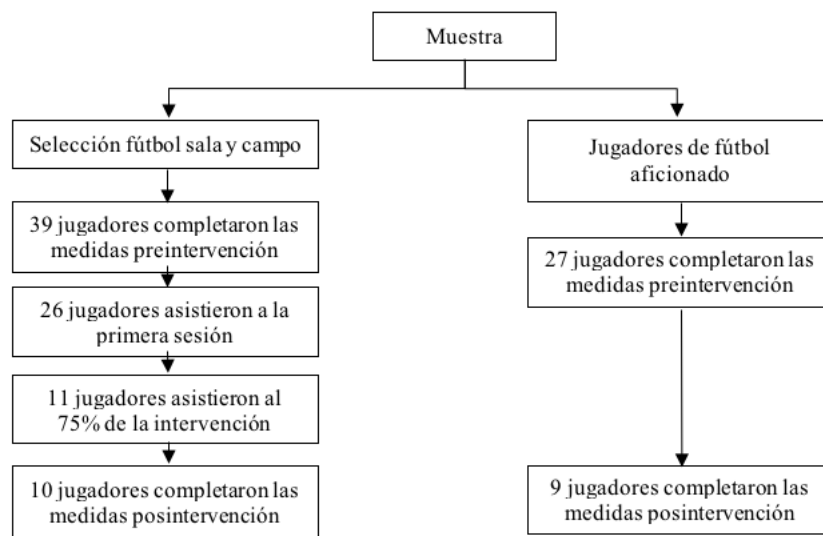 Muestra
Selección fútbol sala y campo
39 jugadores completaron las
medidas preintervención
26 jugadores asistieron a la
primera sesión
11 jugadores asistieron al
75% de la intervención
10 jugadores completaron las
medidas posintervención
Jugadores de fútbol
aficionado
27 jugadores completaron las
medidas preintervención
9 jugadores completaron las
medidas posintervención